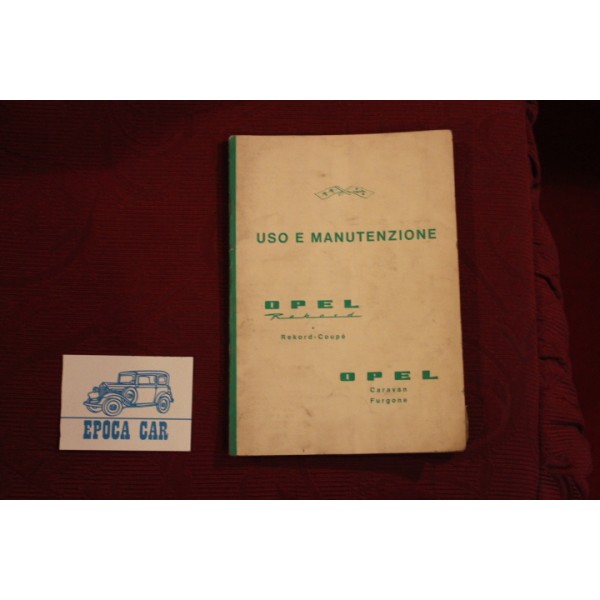 USO E MANUTENZIONE
OPEL
Rekord
e
Rekord-Coupé
OPEL
Caravan
Furgone
EPOCA CAR